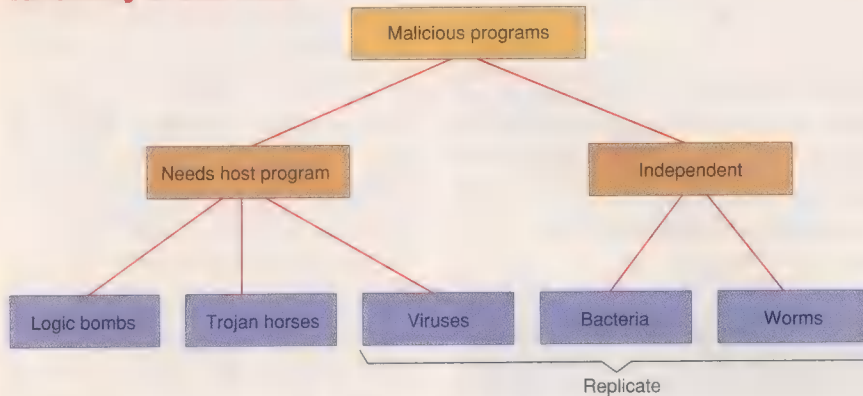 Malicious programs
Needs host program
Independent
Logic bombs
Trojan horses
Viruses
Bacteria
Worms
Replicate